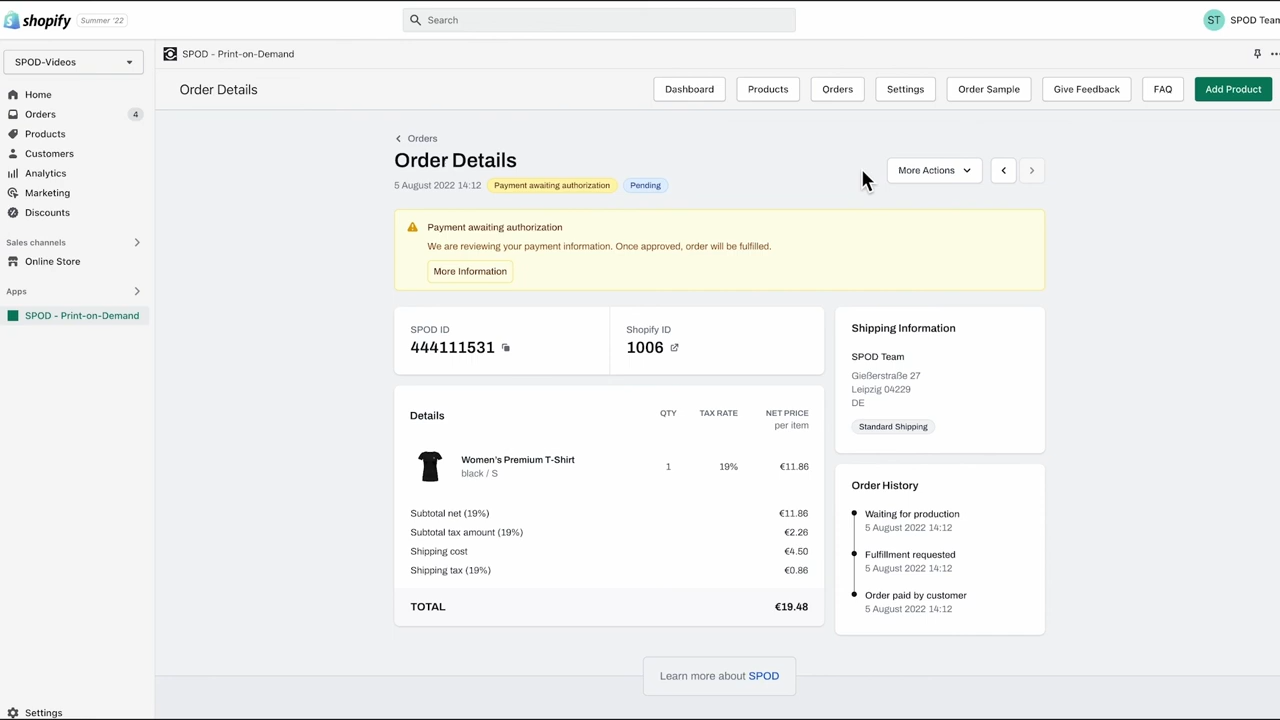 shopify Summer '22
Search
ST SPOD Team
SPOD-Videos
SPOD - Print-on-Demand
Order Details
Dashboard
Products
Orders
Settings
Order Sample
Give Feedback
FAQ
Add Product
Home
Orders 4
Products
Customers
Analytics
Marketing
Discounts
Sales channels
Online Store
Apps
SPOD - Print-on-Demand
Settings
Orders
Order Details
5 August 2022 14:12 Payment awaiting authorization Pending
More Actions
Payment awaiting authorization
We are reviewing your payment information. Once approved, order will be fulfilled.
More Information
SPOD ID
444111531
Shopify ID
1006
Details QTY TAX RATE NET PRICE
per item
Women's Premium T-Shirt
black / S
1 19% €11.86
Subtotal net (19%) €11.86
Subtotal tax amount (19%) €2.26
Shipping cost €4.50
Shipping tax (19%) €0.86
TOTAL €19.48
Shipping Information
SPOD Team
Gießerstraße 27
Leipzig 04229
DE
Standard Shipping
Order History
Waiting for production
5 August 2022 14:12
Fulfillment requested
5 August 2022 14:12
Order paid by customer
5 August 2022 14:12
Learn more about SPOD